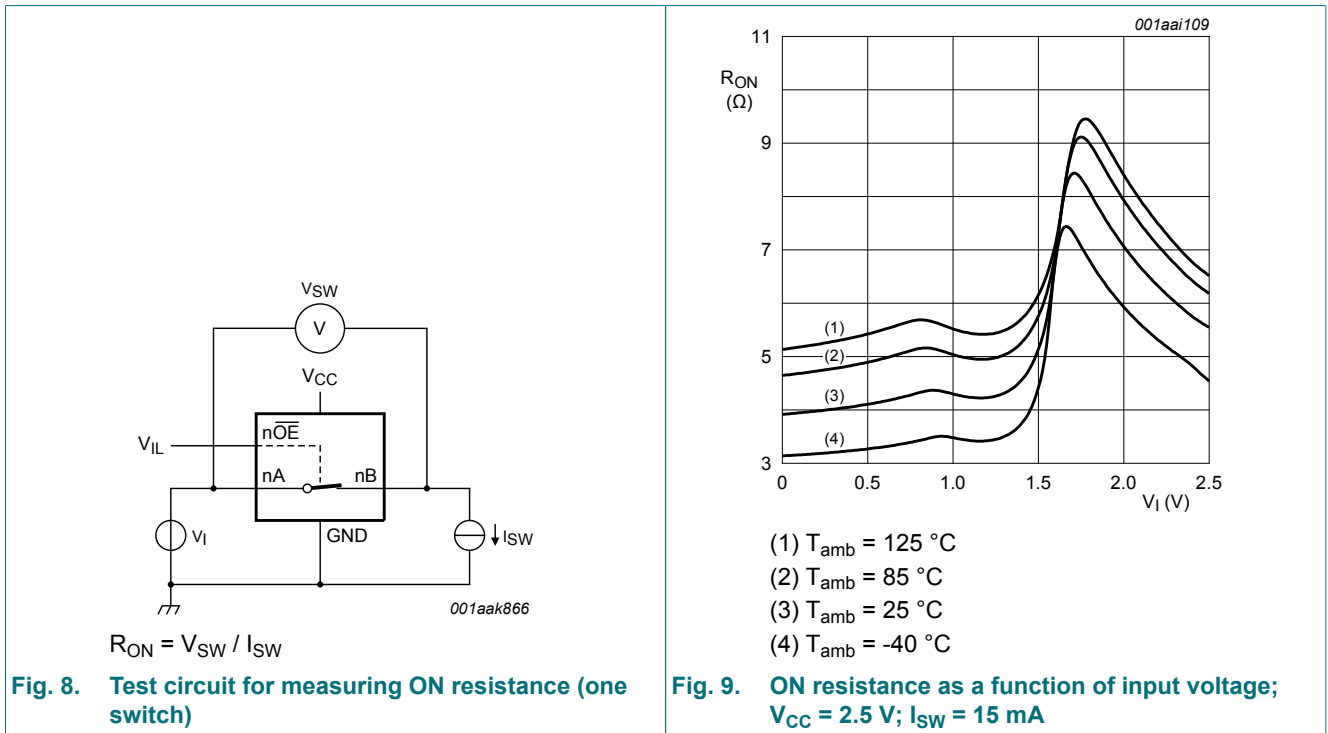 VSW
V
VCC
VIL
nOE
nA
nB
VI
GND
ISW
001aak866
RON = VSW / ISW
Fig. 8. Test circuit for measuring ON resistance (one
switch)
001aai109
11
RON
(Ω)
9
7
5
3
(1)
(2)
(3)
(4)
0 0.5 1.0 1.5 2.0 2.5
VI (V)
(1) Tamb = 125 °C
(2) Tamb = 85 °C
(3) Tamb = 25 °C
(4) Tamb = -40 °C
Fig. 9. ON resistance as a function of input voltage;
VCC = 2.5 V; ISW = 15 mA